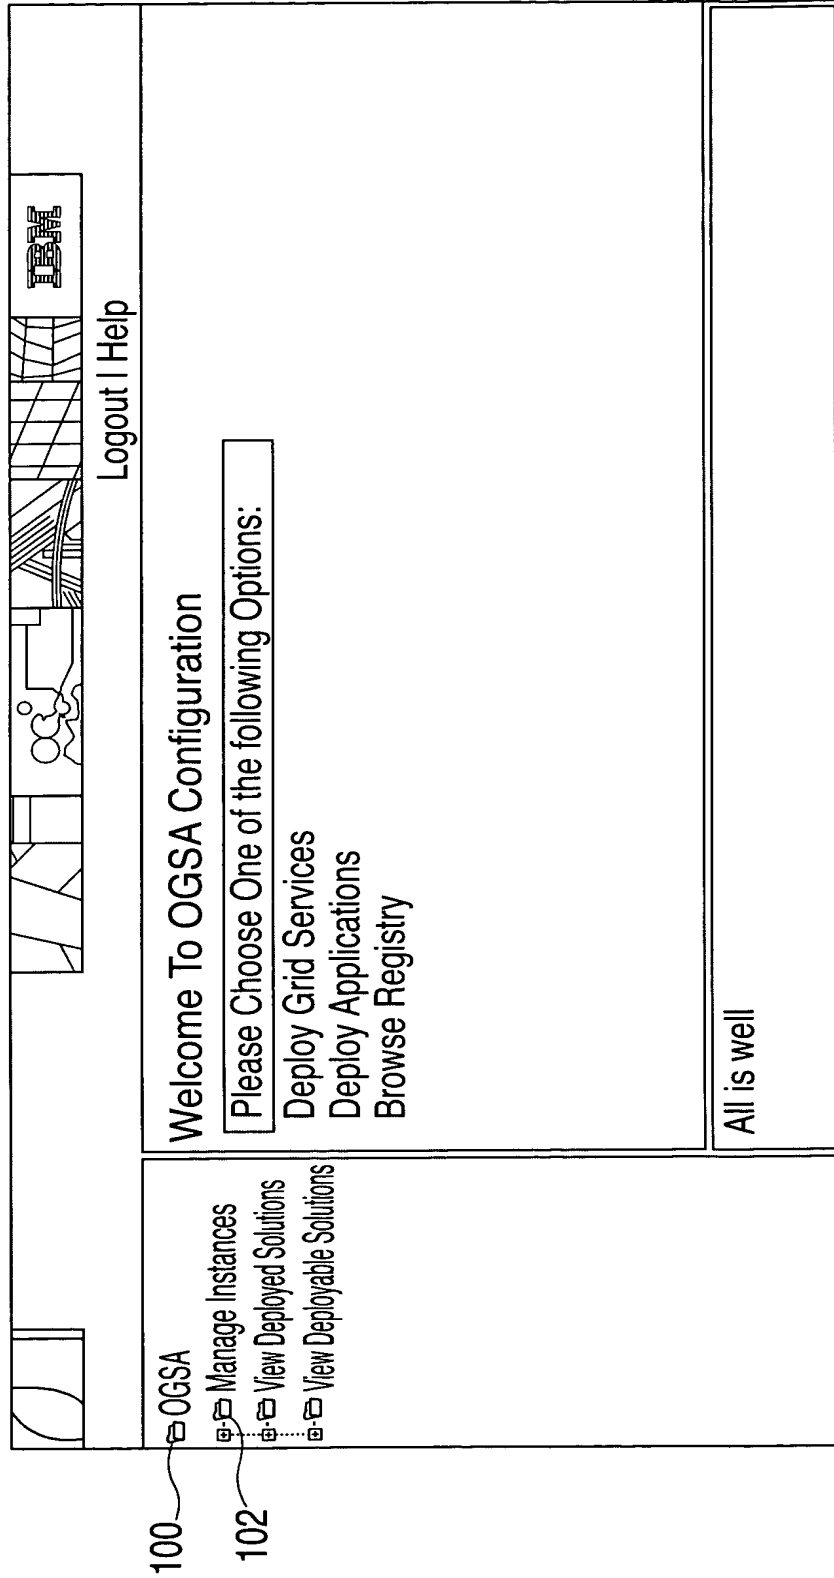 IBM
Logout | Help
100
OGSA
102
Manage Instances
View Deployed Solutions
View Deployable Solutions
Welcome To OGSA Configuration
Please Choose One of the following Options:
Deploy Grid Services
Deploy Applications
Browse Registry
All is well